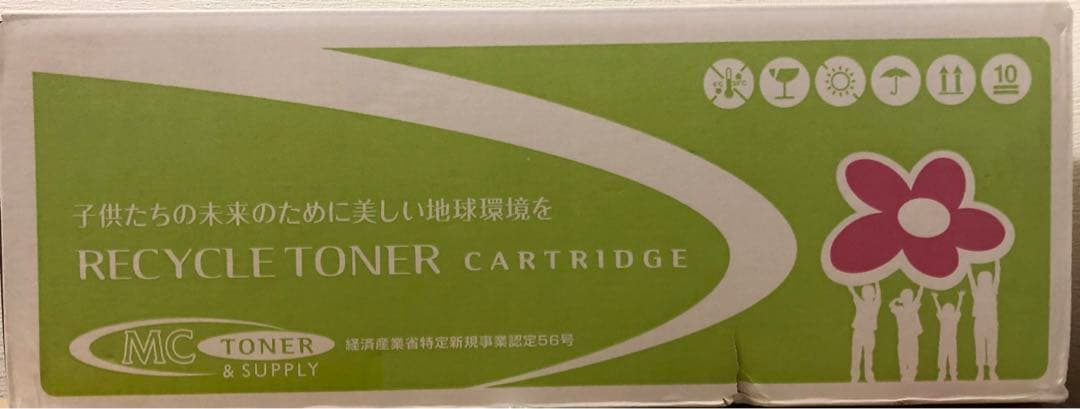 10
子供たちの未来のために美しい地球環境を
RECYCLE TONER CARTRIDGE
MC TONER
& SUPPLY
経済産業省特定新規事業認定56号